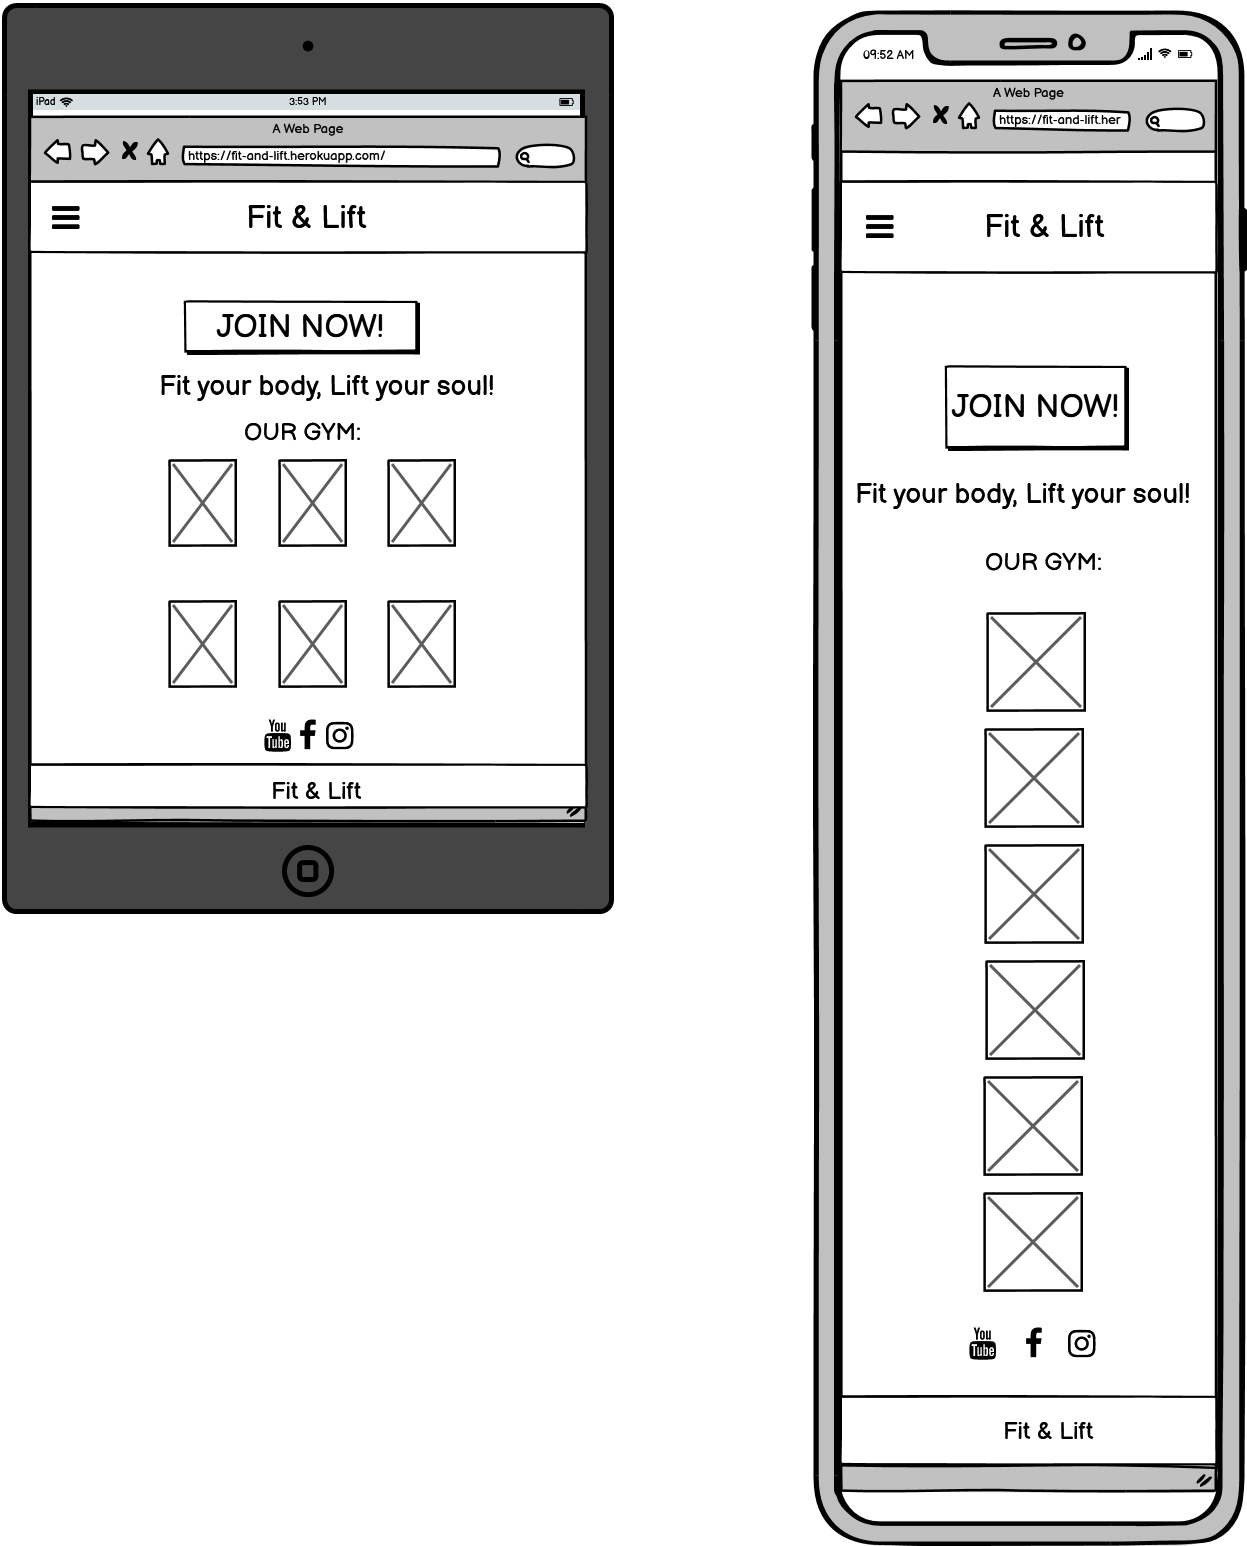 iPad 3:53 PM
A Web Page
https://fit-and-lift.herokuapp.com/
Fit & Lift
JOIN NOW!
Fit your body, Lift your soul!
OUR GYM:
You
Tube
Fit & Lift
09:52 AM
A Web Page
https://fit-and-lift.her
Fit & Lift
JOIN NOW!
Fit your body, Lift your soul!
OUR GYM:
You
Tube
Fit & Lift